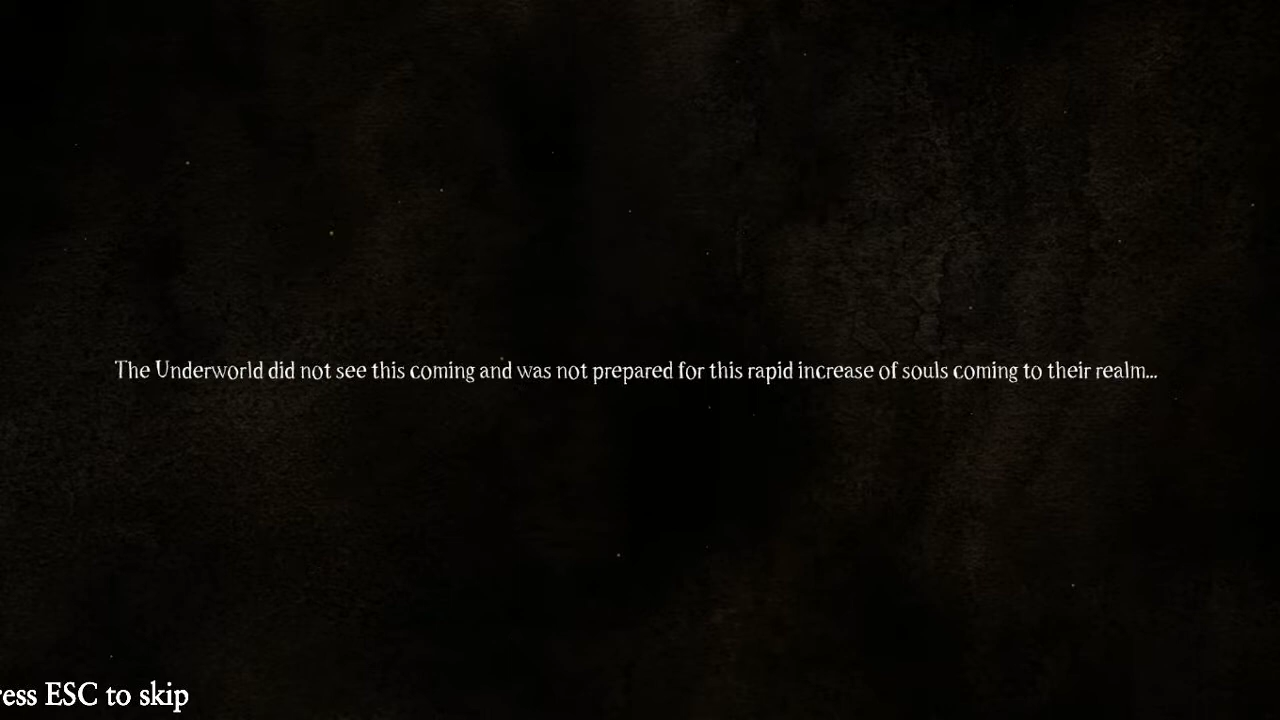 The Underworld did not see this coming and was not prepared for this rapid increase of souls coming to their realm...
ress ESC to skip